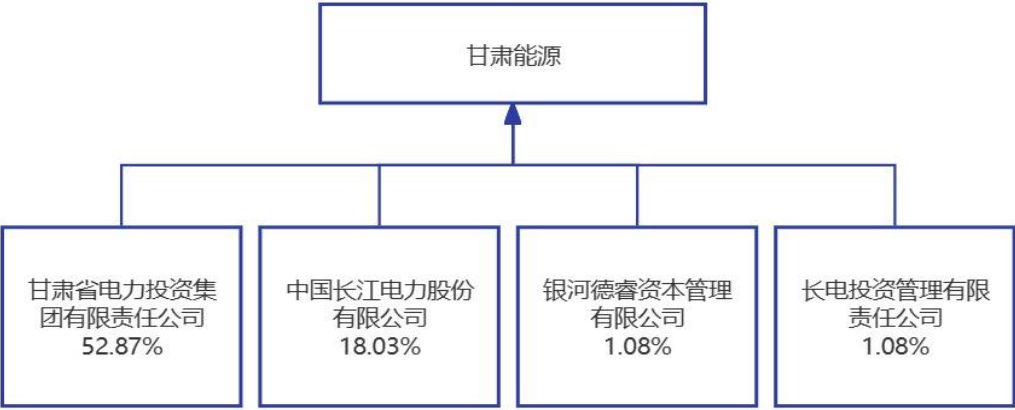 甘肃能源
甘肃省电力投资集
团有限责任公司
52.87%
中国长江电力股份
有限公司
18.03%
银河德睿资本管理
有限公司
1.08%
长电投资管理有限
责任公司
1.08%